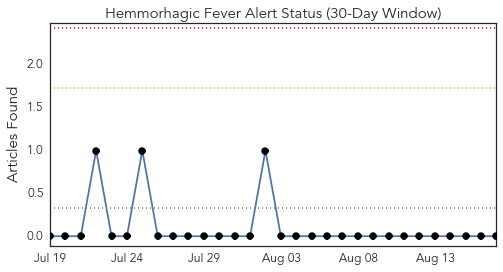 Hemmorhagic Fever Alert Status (30-Day Window)
Articles Found
2.0
1.5
1.0
0.5
0.0
Jul 19 Jul 24 Jul 29 Aug 03 Aug 08 Aug 13